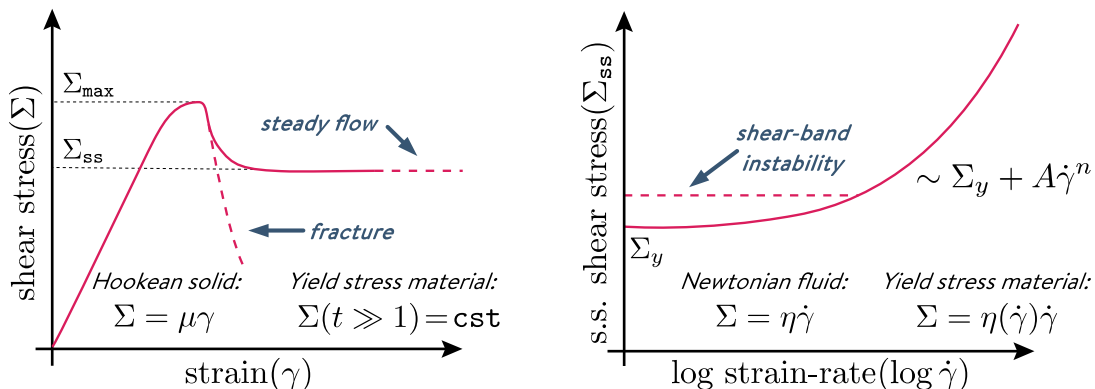 shear stress(Σ)
Σmax
Σss
steady flow
fracture
Hookean solid:
Σ = μγ
Yield stress material:
Σ(t ≫ 1) = cst
strain(γ)
s.s. shear stress(Σss)
shear-band
instability
∼ Σy + Aγ̇ⁿ
Σy
Newtonian fluid:
Σ = ηγ̇
Yield stress material:
Σ = η(γ̇)γ̇
log strain-rate(log γ̇)